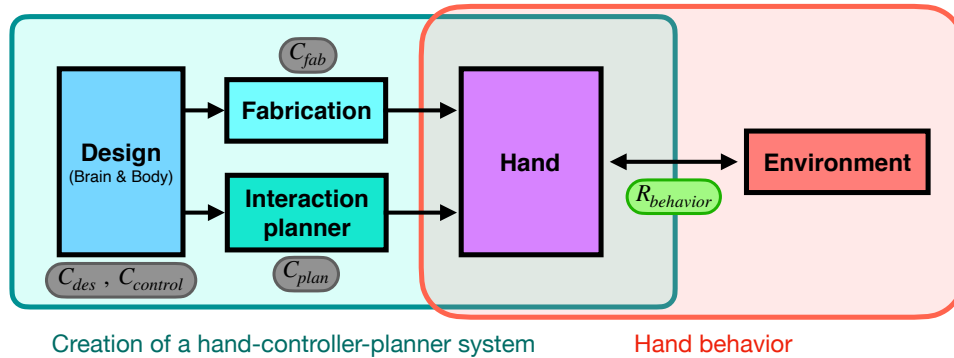 C_fab
Design
(Brain & Body)
Fabrication
Interaction
planner
Hand
Environment
R_behavior
C_des , C_control
C_plan
Creation of a hand-controller-planner system
Hand behavior